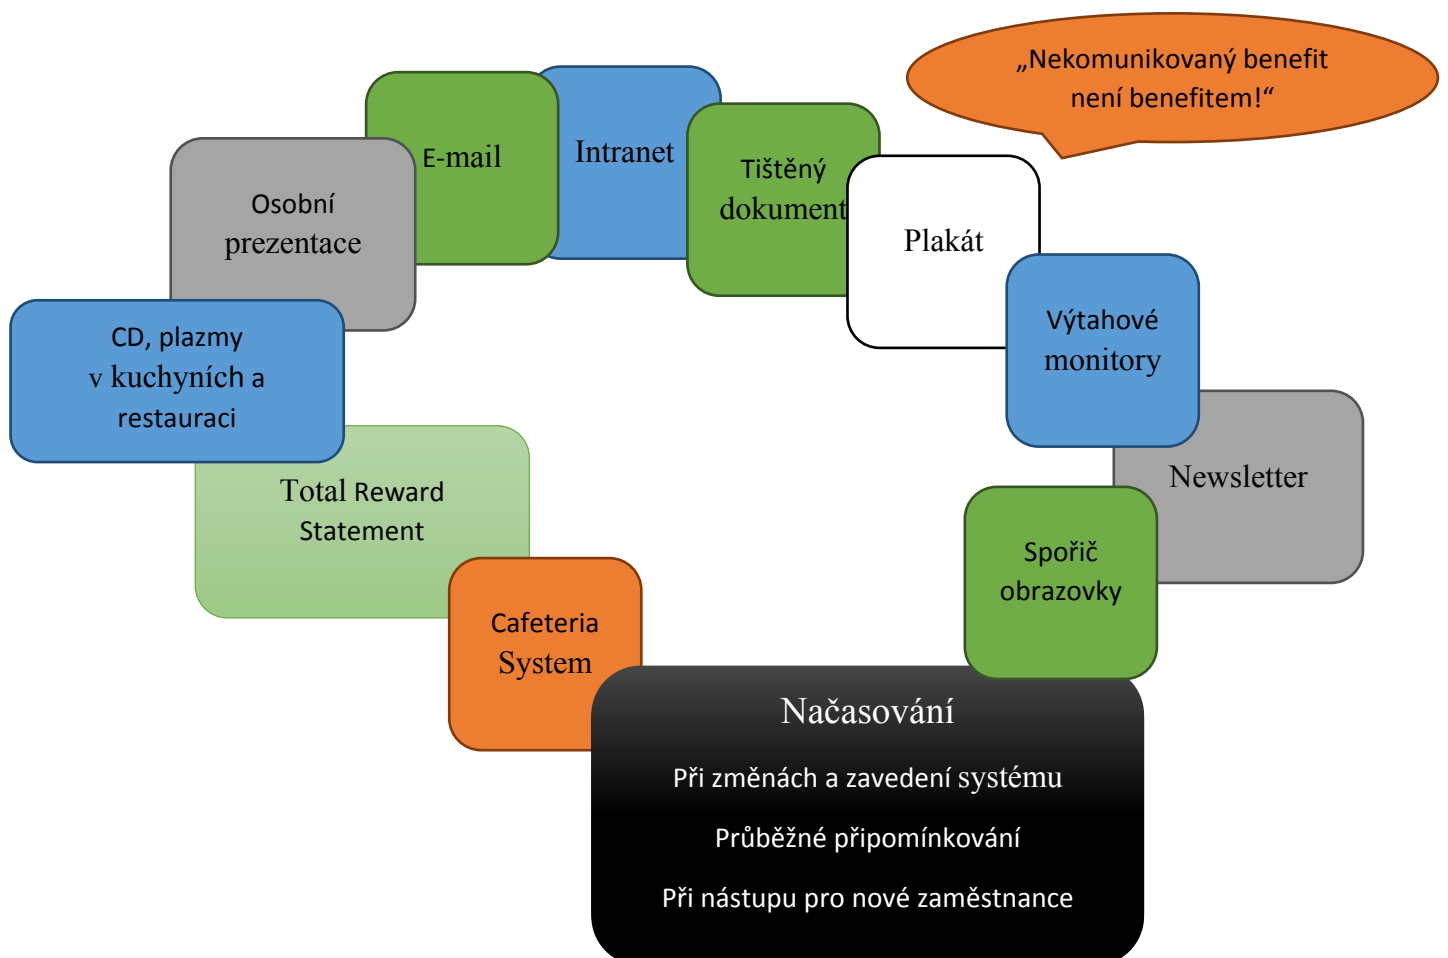 „Nekomunikovaný benefit
není benefitem!“
E-mail
Intranet
Tištěný
dokument
Osobní
prezentace
Plakát
CD, plazmy
v kuchyních a
restauraci
Výtahové
monitory
Total Reward
Statement
Newsletter
Spořič
obrazovky
Cafeteria
System
Načasování
Při změnách a zavedení systému
Průběžné připomínkování
Při nástupu pro nové zaměstnance